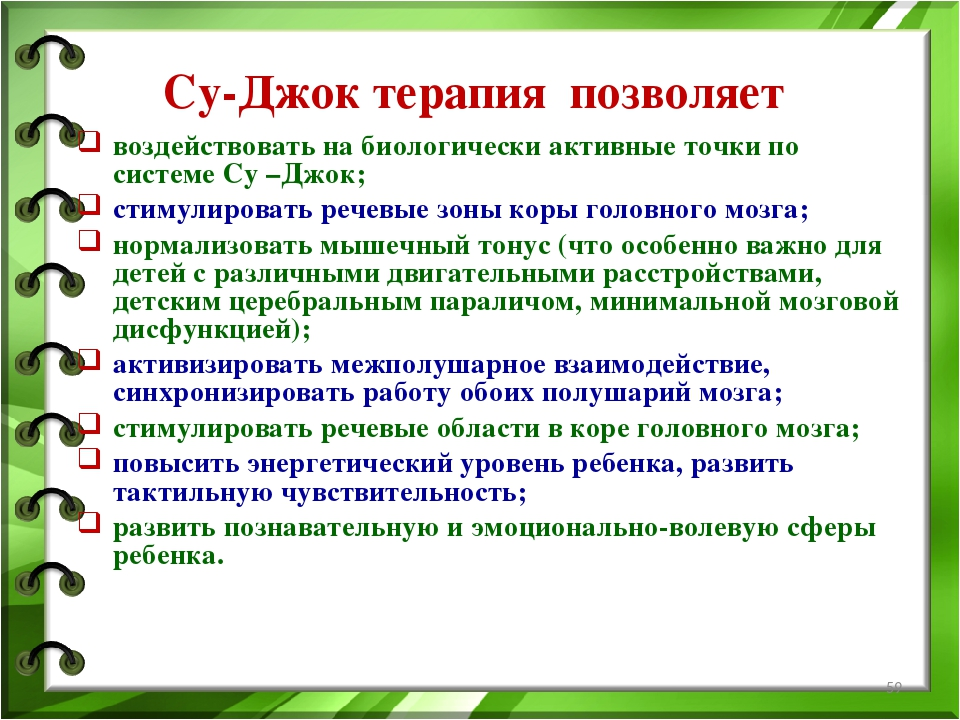 Су-Джок терапия позволяет
воздействовать на биологически активные точки по
системе Су –Джок;
стимулировать речевые зоны коры головного мозга;
нормализовать мышечный тонус (что особенно важно для
детей с различными двигательными расстройствами,
детским церебральным параличом, минимальной мозговой
дисфункцией);
активизировать межполушарное взаимодействие,
синхронизировать работу обоих полушарий мозга;
стимулировать речевые области в коре головного мозга;
повысить энергетический уровень ребенка, развить
тактильную чувствительность;
развить познавательную и эмоционально-волевую сферы
ребенка.
59